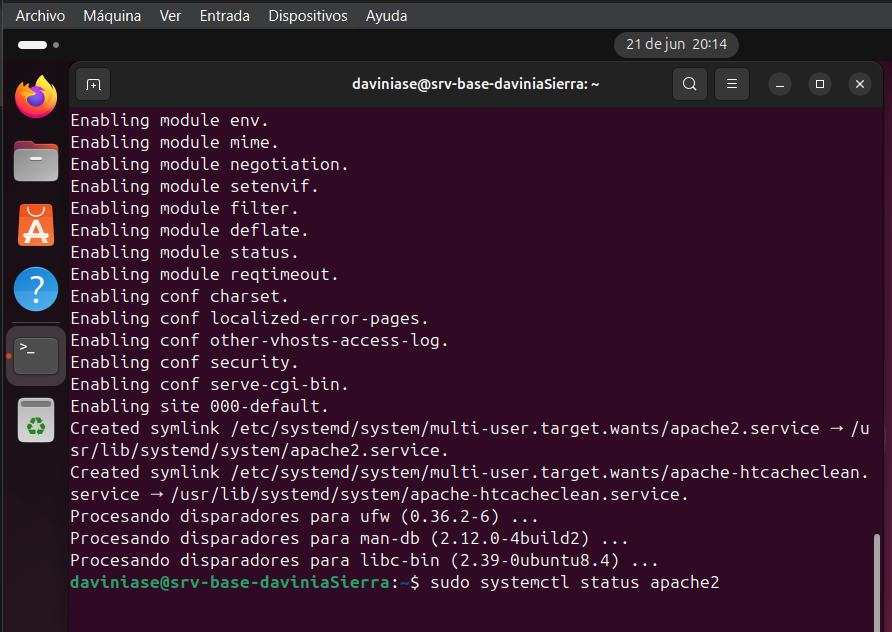 Archivo Máquina Ver Entrada Dispositivos Ayuda
21 de jun 20:14
daviniase@srv-base-daviniaSierra: ~
Enabling module env.
Enabling module mime.
Enabling module negotiation.
Enabling module setenvif.
Enabling module filter.
Enabling module deflate.
Enabling module status.
Enabling module reqtimeout.
Enabling conf charset.
Enabling conf localized-error-pages.
Enabling conf other-vhosts-access-log.
Enabling conf security.
Enabling conf serve-cgi-bin.
Enabling site 000-default.
Created symlink /etc/systemd/system/multi-user.target.wants/apache2.service → /u
sr/lib/systemd/system/apache2.service.
Created symlink /etc/systemd/system/multi-user.target.wants/apache-htcacheclean.
service → /usr/lib/systemd/system/apache-htcacheclean.service.
Procesando disparadores para ufw (0.36.2-6) ...
Procesando disparadores para man-db (2.12.0-4build2) ...
Procesando disparadores para libc-bin (2.39-0ubuntu8.4) ...
daviniase@srv-base-daviniaSierra:~$ sudo systemctl status apache2